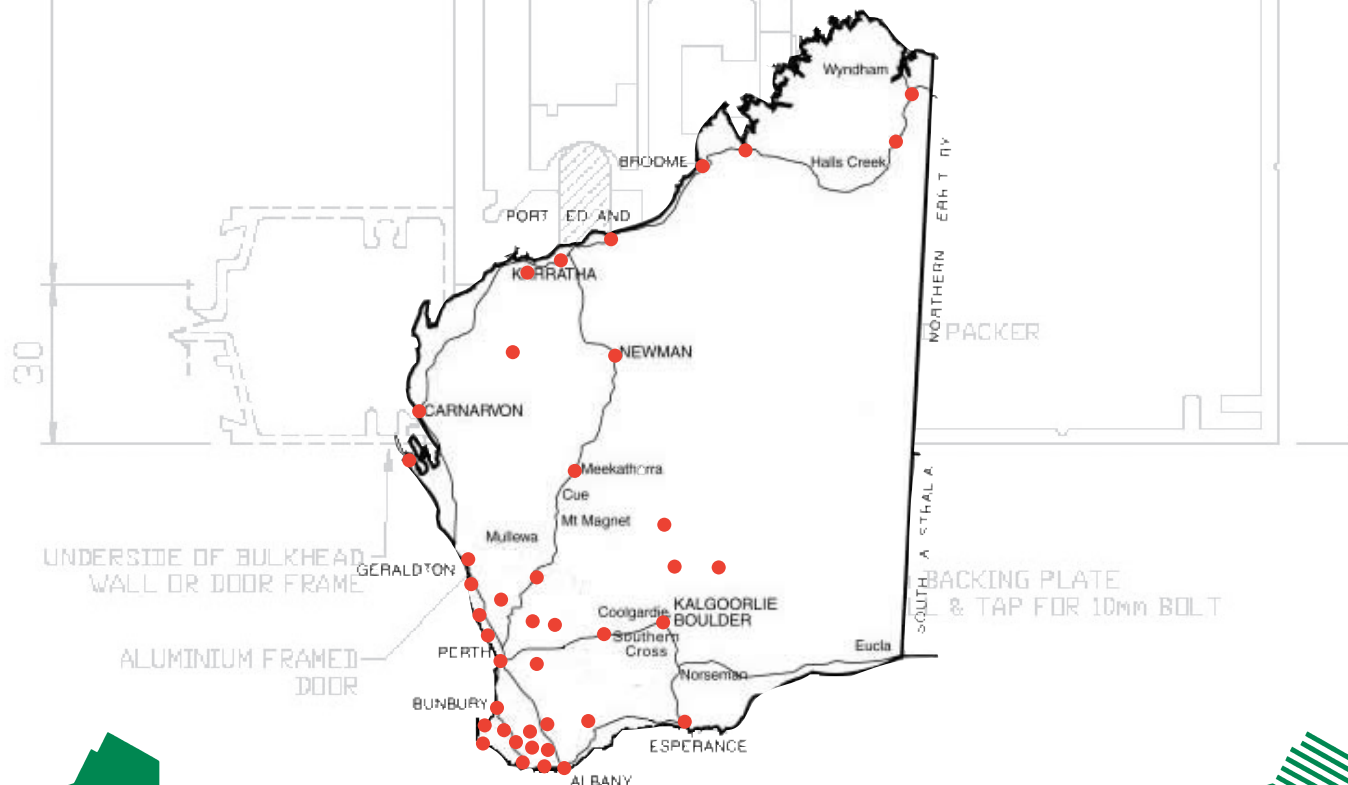 Wyndham
BROOME
Halls Creek
PORT
KARRATHA
NORTHERN
PACKER
30
NEWMAN
CARNARVON
Meekatharra
Cue
Mt Magnet
Mullewa
UNDERSIDE OF BULKHEAD
WALL OR DOOR FRAME
GERALDTON
BACKING PLATE
& TAP FOR 10mm BOLT
SOUTH
Coolgardie
KALGOORLIE
BOULDER
Southern
Cross
PERTH
Eucla
ALUMINIUM FRAMED
DOOR
Norseman
BUNBURY
ESPERANCE
ALBANY